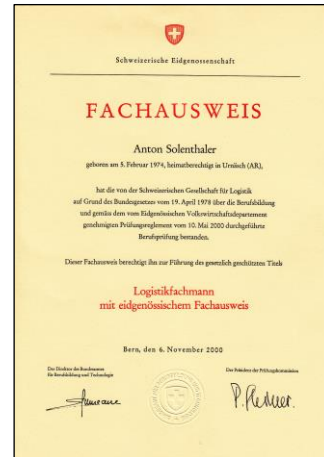 Schweizerische Eidgenossenschaft
FACHAUSWEIS
Anton Solenthaler
geboren am 5. Februar 1974, heimatberechtigt in Urnäsch (AR),
hat die von der Schweizerischen Gesellschaft für Logistik
auf Grund des Bundesgesetzes vom 19. April 1978 über die Berufsbildung
und gemäss dem vom Eidgenössischen Volkswirtschaftsdepartement
genehmigten Prüfungsreglement vom 10. Mai 2000 durchgeführte
Berufsprüfung bestanden.
Dieser Fachausweis berechtigt ihn zur Führung des gesetzlich geschützten Titels
Logistikfachmann
mit eidgenössischem Fachausweis
Bern, den 6. November 2000
Der Direktor des Bundesamtes
für Berufsbildung und Technologie
Der Präsident der Prüfungskommission